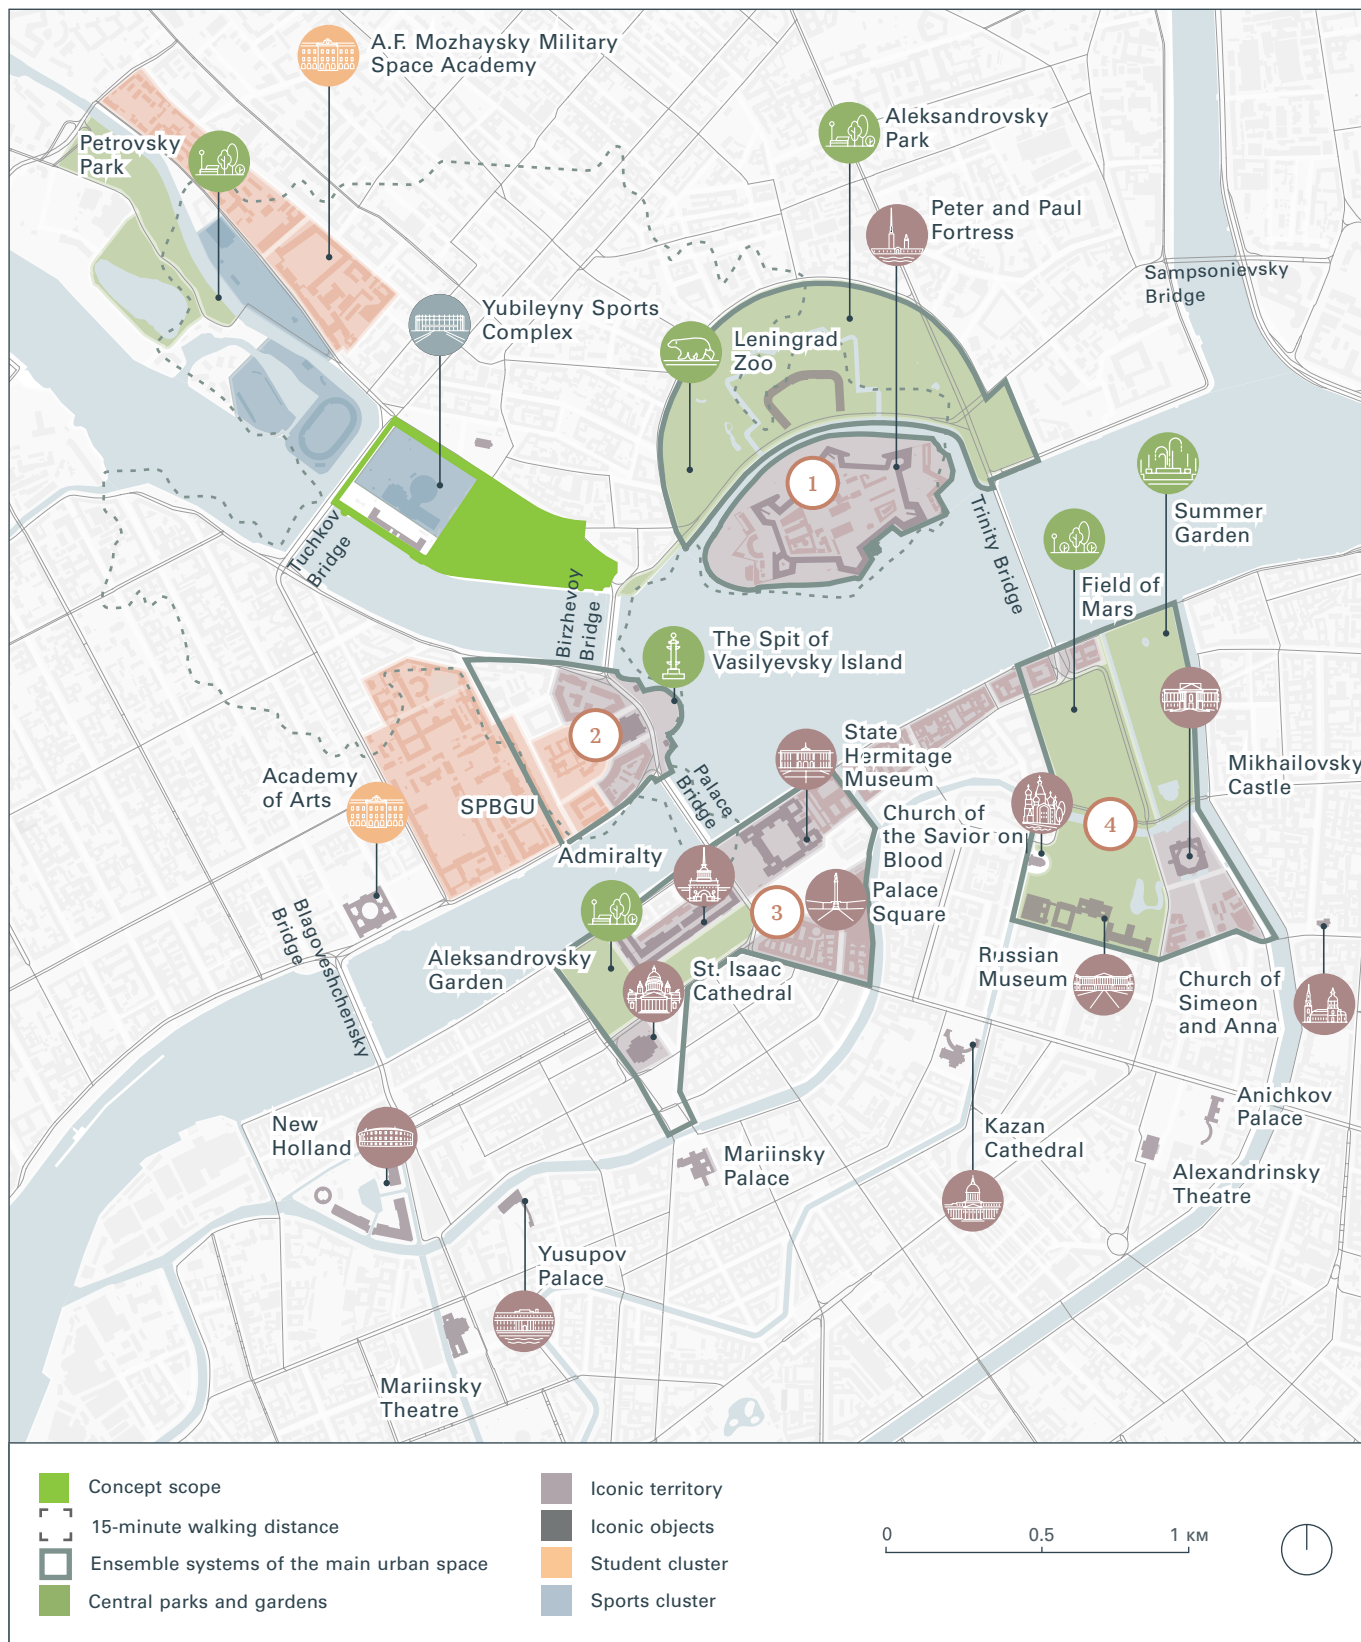 A.F. Mozhaysky Military
Space Academy
Petrovsky
Park
Aleksandrovsky
Park
Peter and Paul
Fortress
Sampsonievsky
Bridge
Yubileyny Sports
Complex
Leningrad
Zoo
1
Summer
Garden
Trinity Bridge
Tuchkov
Bridge
Field of
Mars
Birzhevoy
Bridge
The Spit of
Vasilyevsky Island
2
State
Hermitage
Museum
Mikhailovsky
Castle
Academy
of Arts
SPBGU
Palace
Bridge
Church of
the Savior on
Blood
4
Admiralty
Palace
Square
3
Blagoveshchensky
Bridge
Aleksandrovsky
Garden
St. Isaac
Cathedral
Russian
Museum
Church of
Simeon
and Anna
New
Holland
Mariinsky
Palace
Kazan
Cathedral
Anichkov
Palace
Alexandrinsky
Theatre
Yusupov
Palace
Mariinsky
Theatre
Concept scope
15-minute walking distance
Ensemble systems of the main urban space
Central parks and gardens
Iconic territory
Iconic objects
Student cluster
Sports cluster
0 0.5 1 км